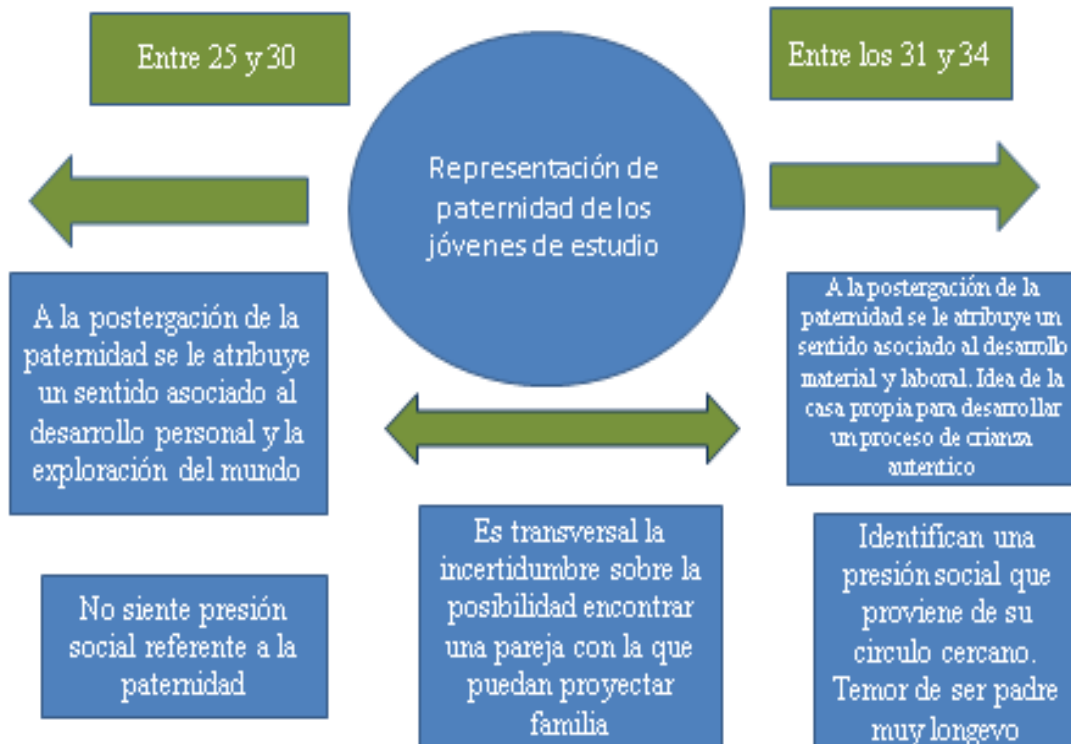 Entre 25 y 30
Representación de
paternidad de los
jóvenes de estudio
Entre los 31 y 34
A la postergación de la
paternidad se le atribuye
un sentido asociado al
desarrollo personal y la
exploración del mundo
No siente presión
social referente a la
paternidad
Es transversal la
incertidumbre sobre la
posibilidad encontrar
una pareja con la que
puedan proyectar
familia
A la postergación de la
paternidad se le atribuye un
sentido asociado al desarrollo
material y laboral. Idea de la
casa propia para desarrollar
un proceso de crianza
autentico
Identifican una
presión social que
proviene de su
circulo cercano.
Temor de ser padre
muy longevo